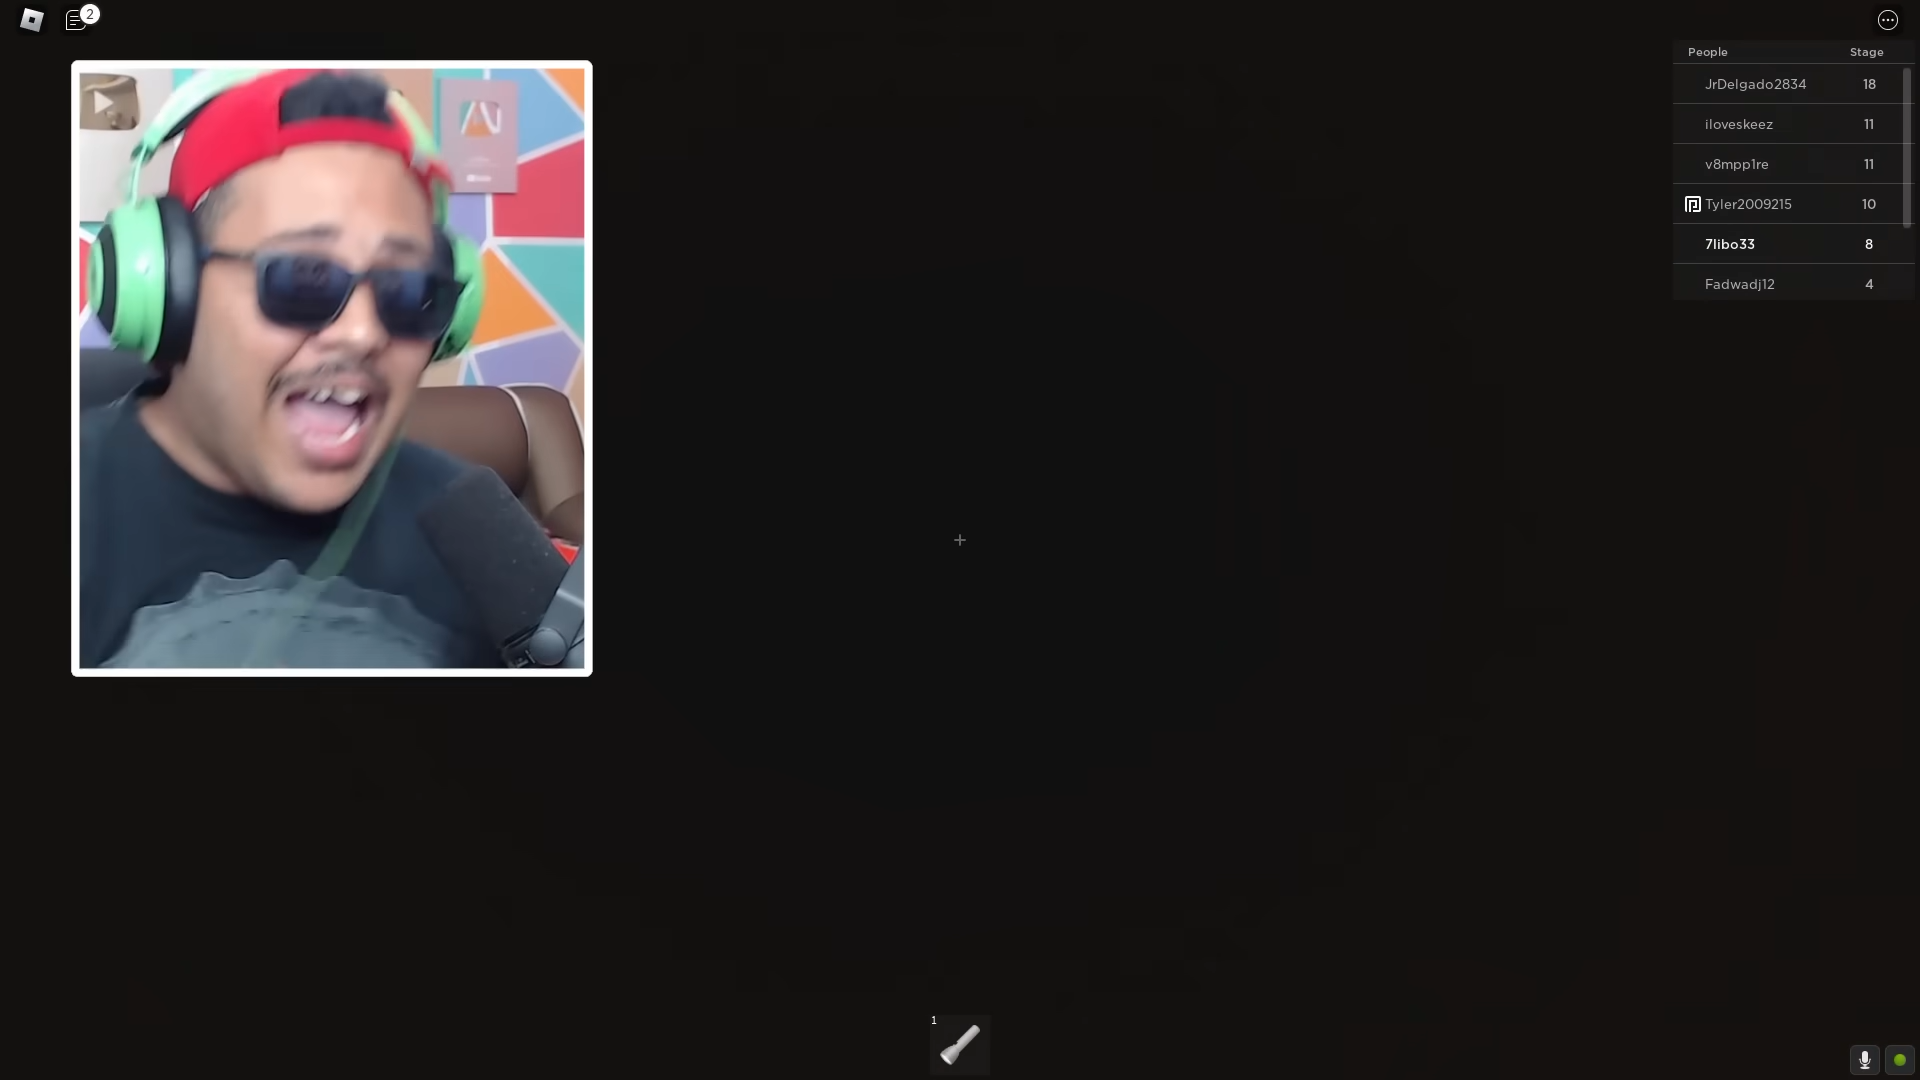 2
People Stage
JrDelgado2834 18
iloveskeez 11
v8mpp1re 11
Tyler2009215 10
7libo33 8
Fadwadj12 4
1